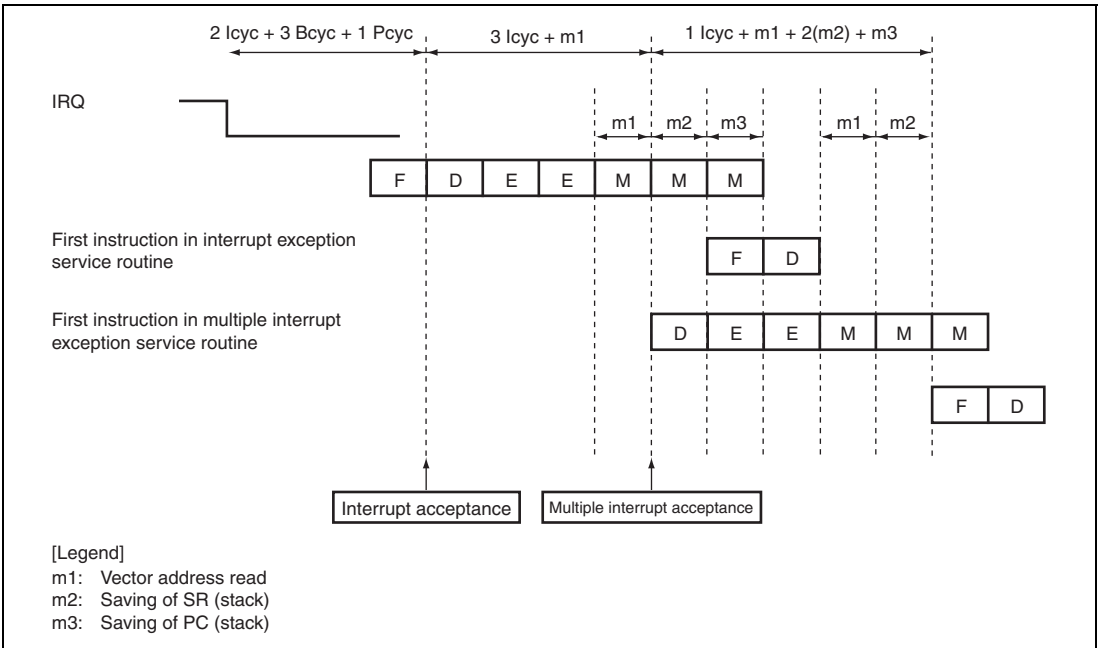 2 Icyc + 3 Bcyc + 1 Pcyc 3 Icyc + m1 1 Icyc + m1 + 2(m2) + m3
IRQ
m1 m2 m3 m1 m2
F D E E M M M
First instruction in interrupt exception
service routine
F D
First instruction in multiple interrupt
exception service routine
D E E M M M
F D
Interrupt acceptance Multiple interrupt acceptance
[Legend]
m1: Vector address read
m2: Saving of SR (stack)
m3: Saving of PC (stack)